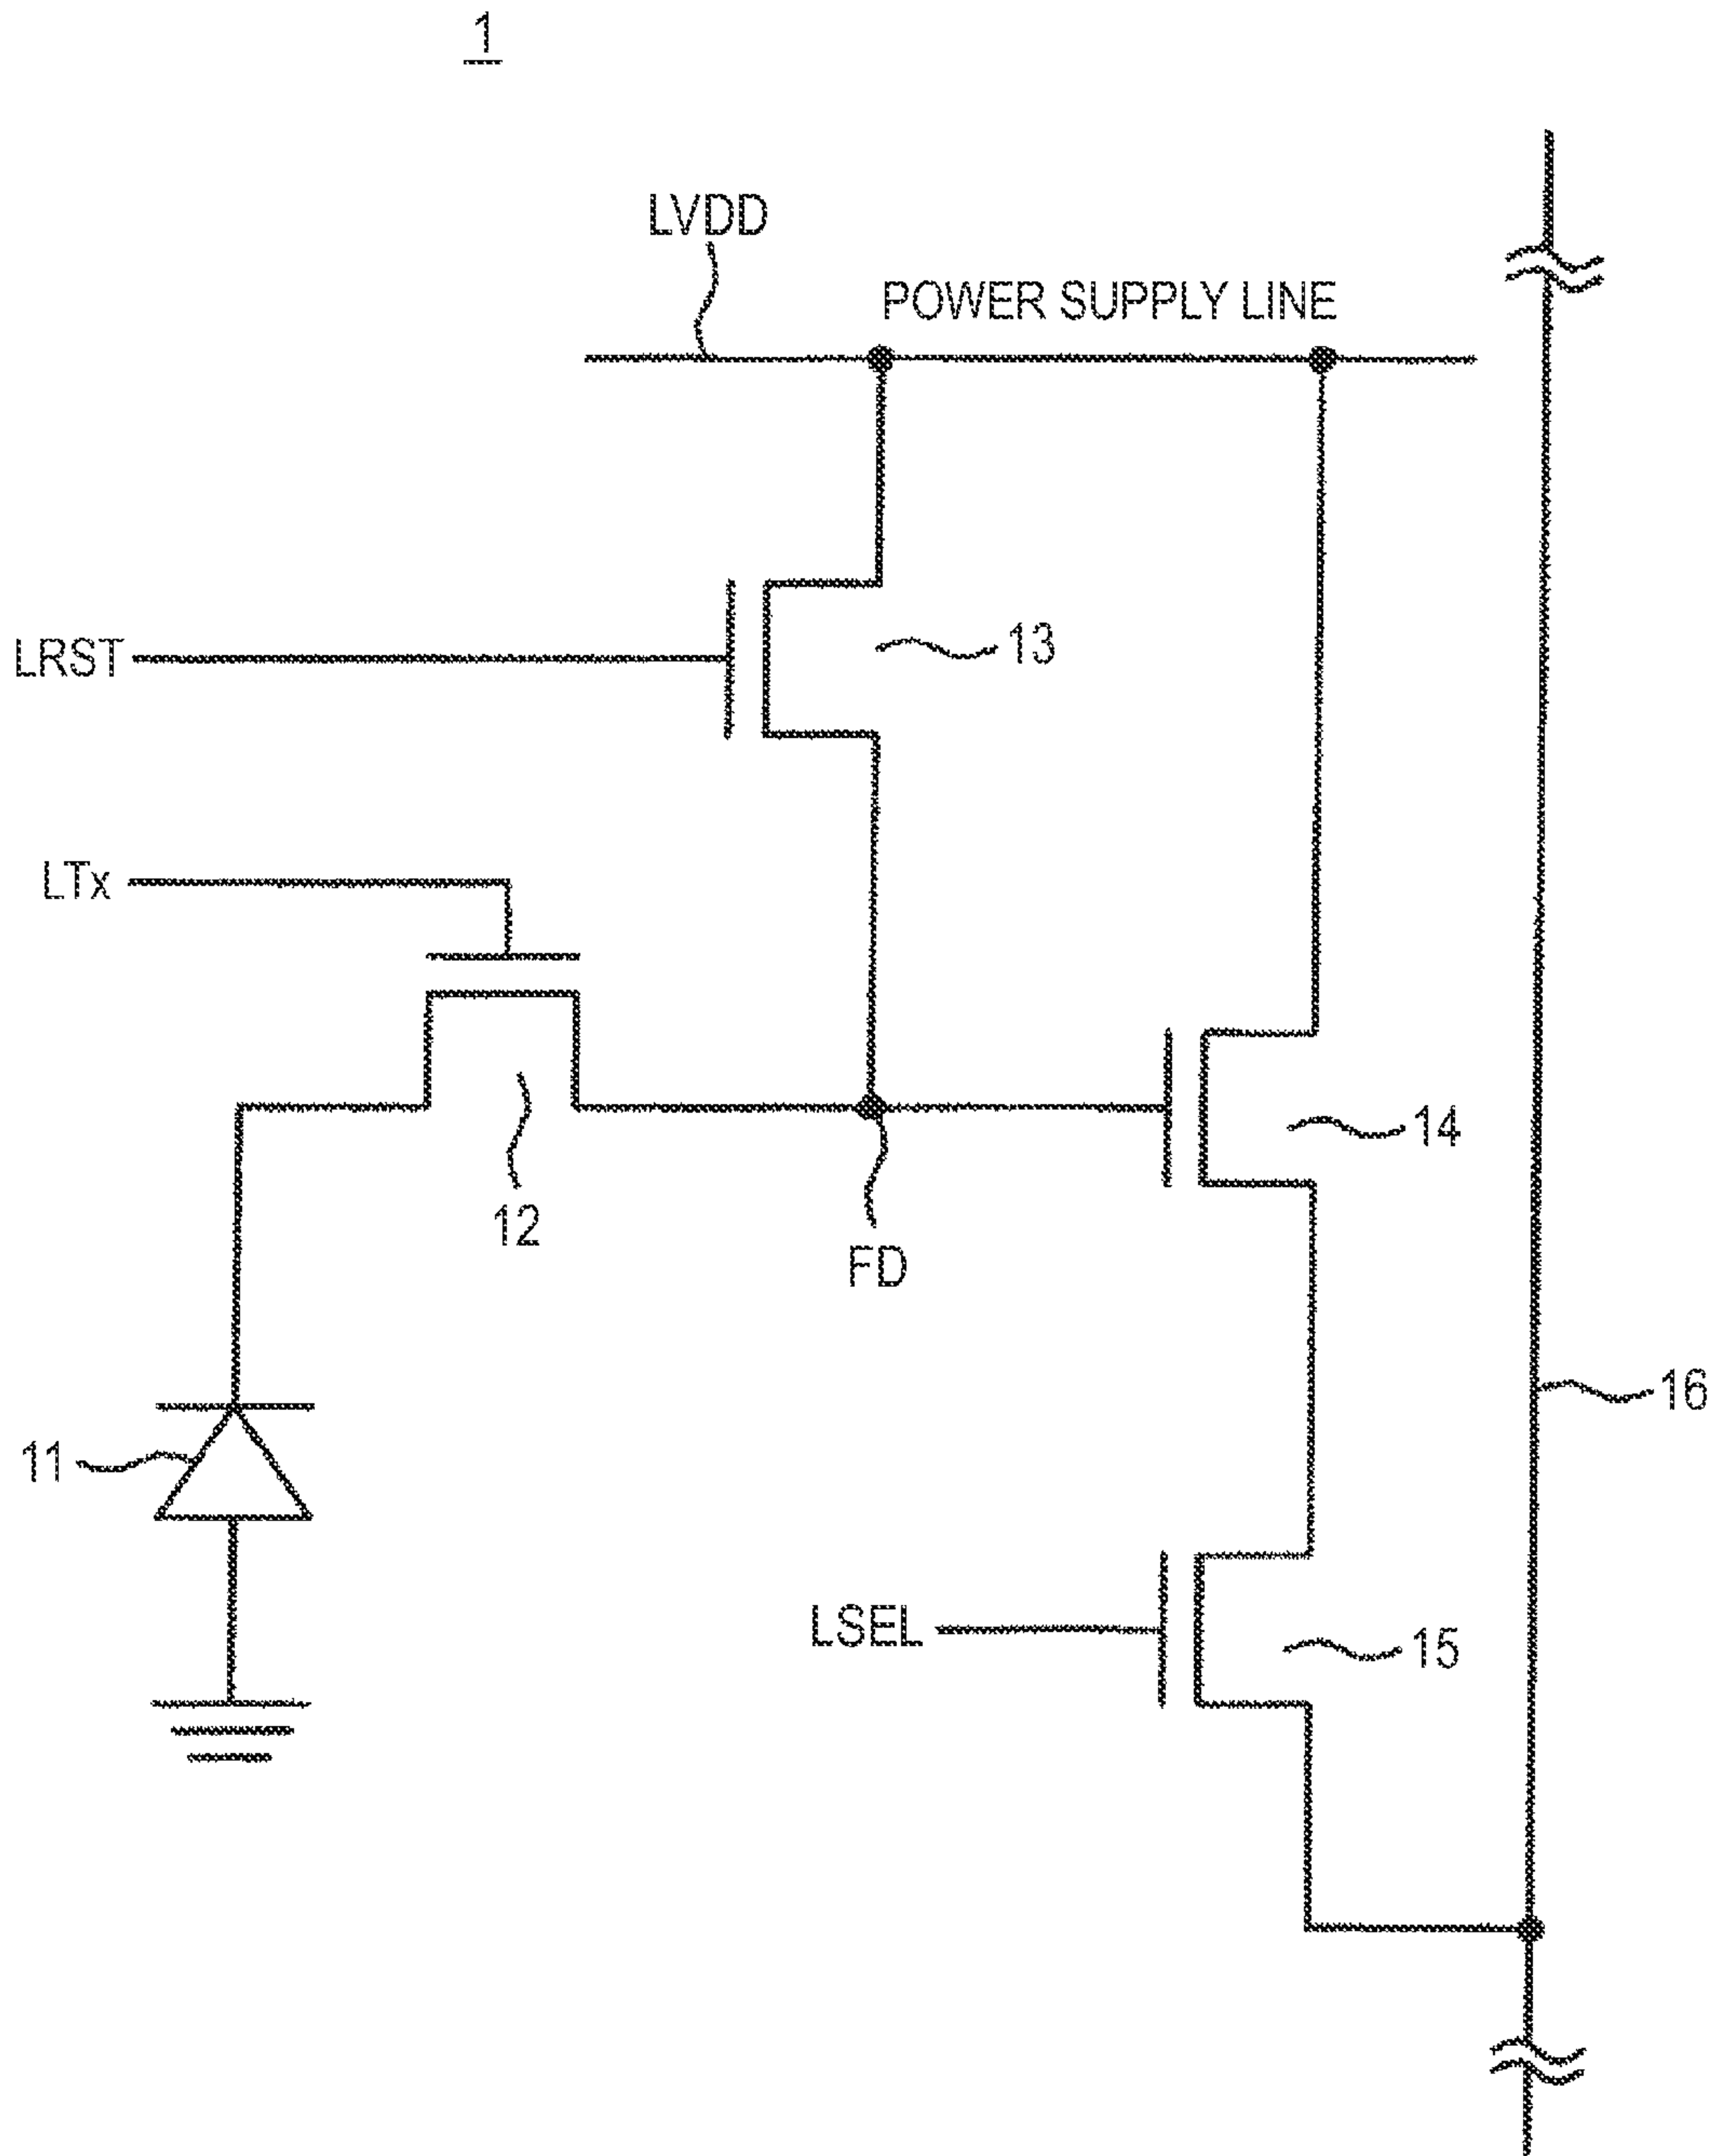 1
LVDD
POWER SUPPLY LINE
LRST
13
LTx
14
12
FD
16
11
LSEL
15